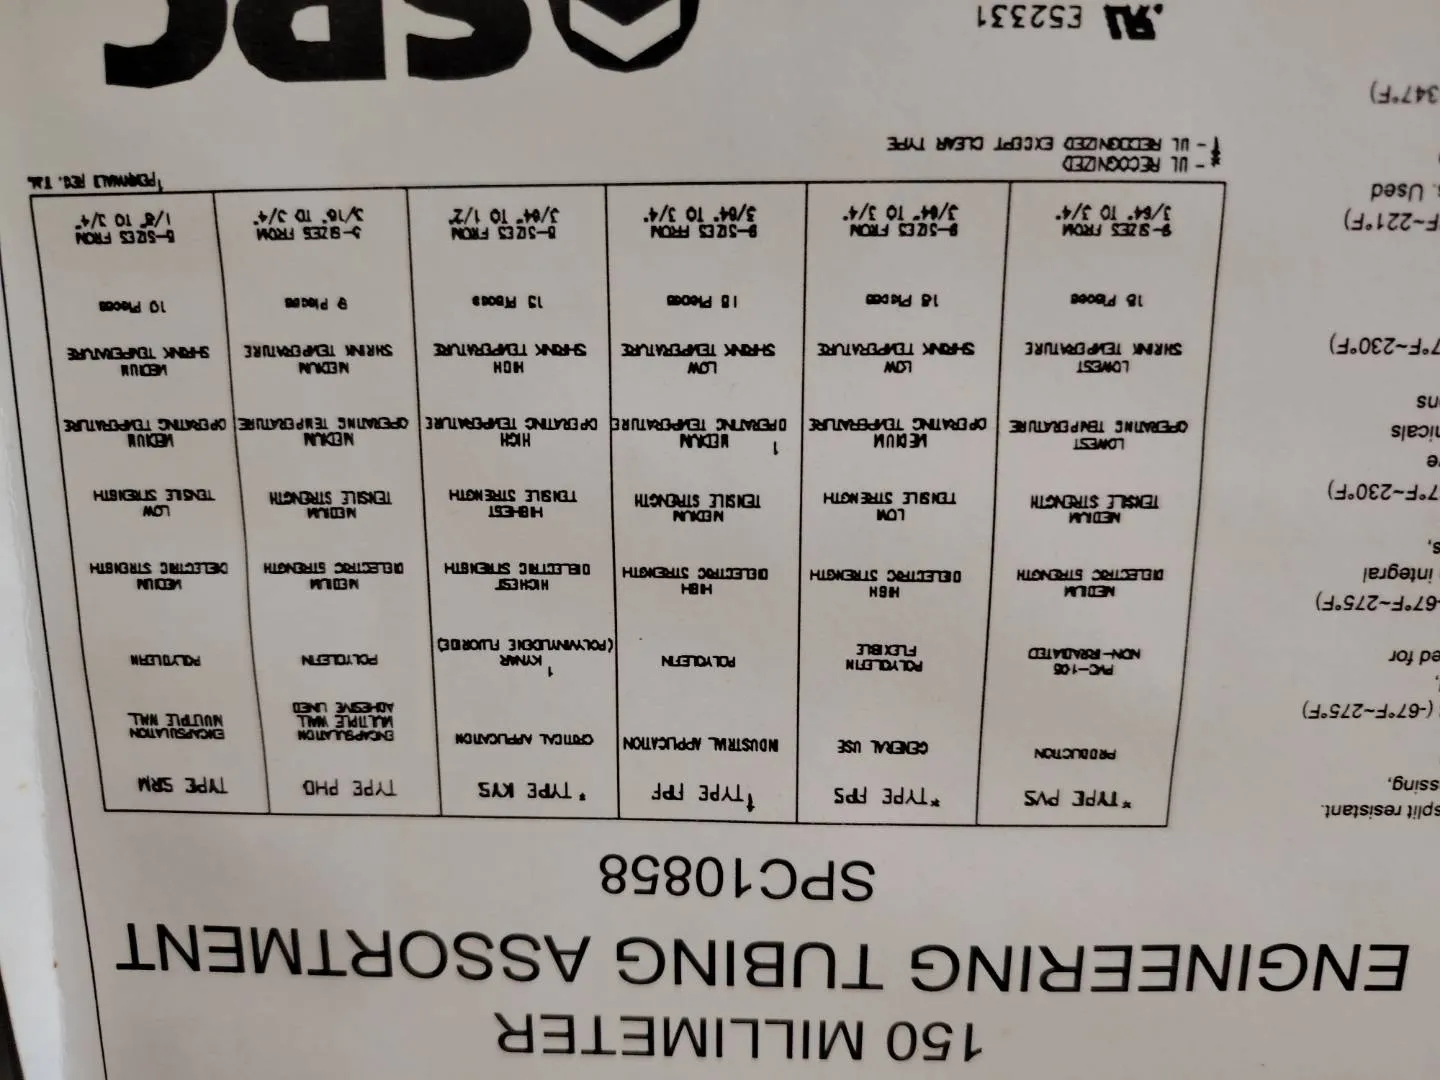 150 MILLIMETER
ENGINEERING TUBING ASSORTMENT
SPC10858
* TYPE PVS
PRODUCTION
PVC-105
NON-IRRADIATED
MEDIUM
DIELECTRIC STRENGTH
MEDIUM
TENSILE STRENGTH
LOWEST
OPERATING TEMPERATURE
LOWEST
SHRINK TEMPERATURE
18 Pieces
9-SIZES FROM
3/64" TO 3/4"
* TYPE FPS
GENERAL USE
POLYOLEFIN
FLEXIBLE
HIGH
DIELECTRIC STRENGTH
LOW
TENSILE STRENGTH
MEDIUM
OPERATING TEMPERATURE
LOW
SHRINK TEMPERATURE
18 Pieces
9-SIZES FROM
3/64" TO 3/4"
† TYPE FPF
INDUSTRIAL APPLICATION
POLYOLEFIN
HIGH
DIELECTRIC STRENGTH
MEDIUM
TENSILE STRENGTH
1 MEDIUM
OPERATING TEMPERATURE
LOW
SHRINK TEMPERATURE
18 Pieces
9-SIZES FROM
3/64" TO 3/4"
* TYPE KYS
CRITICAL APPLICATION
1 KYNAR
(POLYVINYLIDENE FLUORIDE)
HIGHEST
DIELECTRIC STRENGTH
HIGHEST
TENSILE STRENGTH
HIGH
OPERATING TEMPERATURE
HIGH
SHRINK TEMPERATURE
13 Pieces
8-SIZES FROM
3/64" TO 1/2"
TYPE PHD
ENCAPSULATION
MULTIPLE WALL
ADHESIVE LINED
POLYOLEFIN
MEDIUM
DIELECTRIC STRENGTH
MEDIUM
TENSILE STRENGTH
MEDIUM
OPERATING TEMPERATURE
MEDIUM
SHRINK TEMPERATURE
9 Pieces
5-SIZES FROM
3/16" TO 3/4"
TYPE SRM
ENCAPSULATION
MULTIPLE WALL
POLYOLEFIN
MEDIUM
DIELECTRIC STRENGTH
LOW
TENSILE STRENGTH
MEDIUM
OPERATING TEMPERATURE
MEDIUM
SHRINK TEMPERATURE
10 Pieces
6-SIZES FROM
1/8" TO 3/4"
* - UL RECOGNIZED
† - UL RECOGNIZED EXCEPT CLEAR TYPE
1 PENNWALT REG. T.M.
E52331
SPC
split resistant.
(-67°F~275°F)
ed for
-67°F~275°F)
integral
7°F~230°F)
7°F~230°F)
F~221°F)
. Used
347°F)